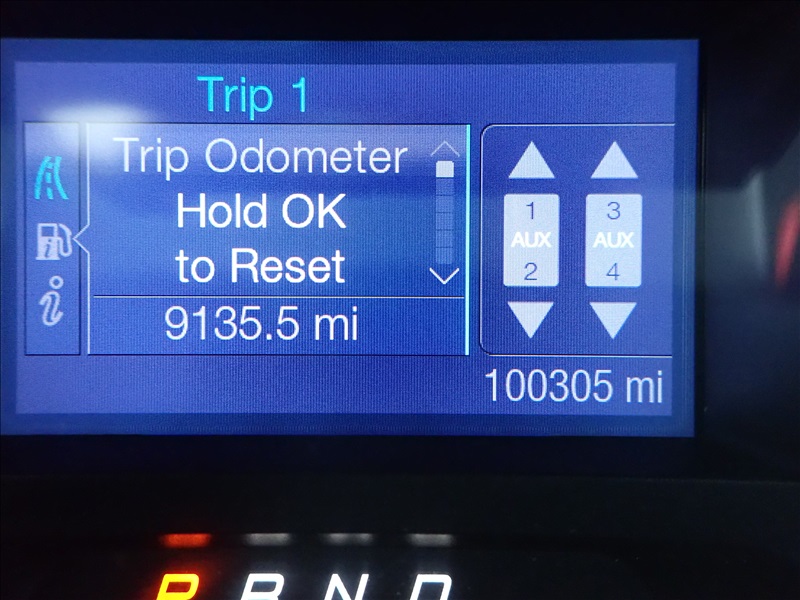 Trip 1
Trip Odometer
Hold OK
to Reset
9135.5 mi
1 3
AUX AUX
2 4
100305 mi
P R N D